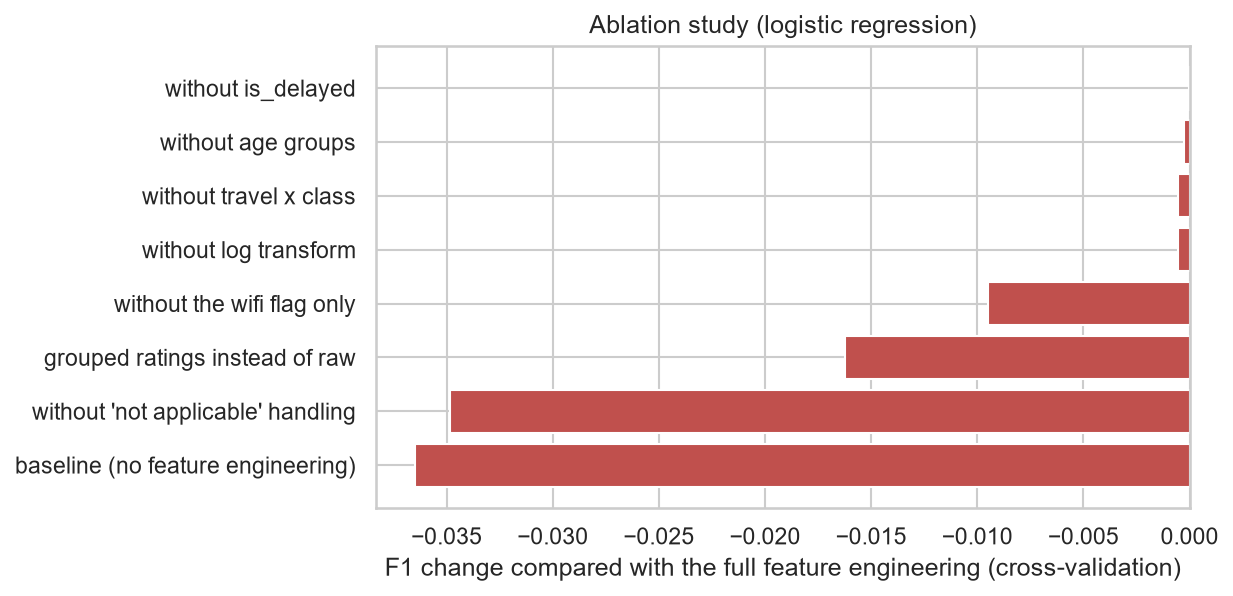 Ablation study (logistic regression)
without is_delayed
without age groups
without travel x class
without log transform
without the wifi flag only
grouped ratings instead of raw
without 'not applicable' handling
baseline (no feature engineering)
−0.035 −0.030 −0.025 −0.020 −0.015 −0.010 −0.005 0.000
F1 change compared with the full feature engineering (cross-validation)